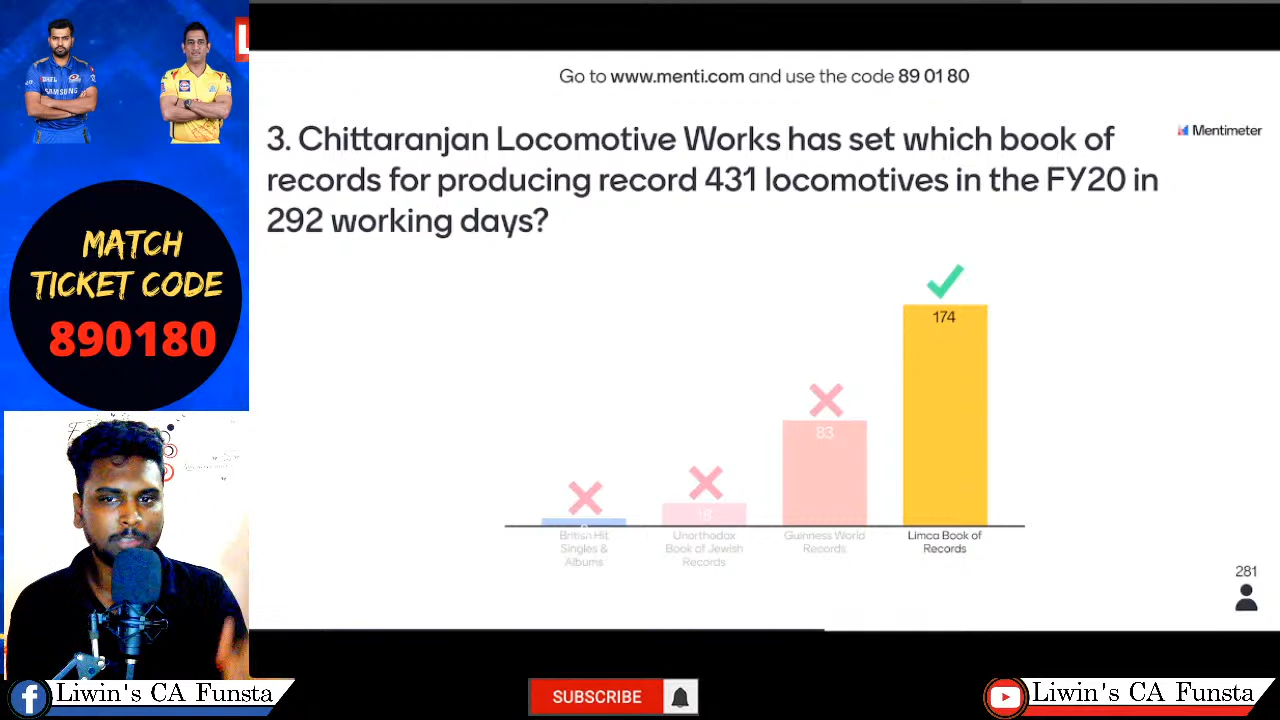 Go to www.menti.com and use the code 89 01 80
Mentimeter
3. Chittaranjan Locomotive Works has set which book of
records for producing record 431 locomotives in the FY20 in
292 working days?
MATCH
TICKET CODE
890180
SAMSUNG
174
83
18
British Hit
Singles &
Albums
Unorthodox
Book of Jewish
Records
Guinness World
Records
Limca Book of
Records
281
Liwin's CA Funsta
SUBSCRIBE
Liwin's CA Funsta